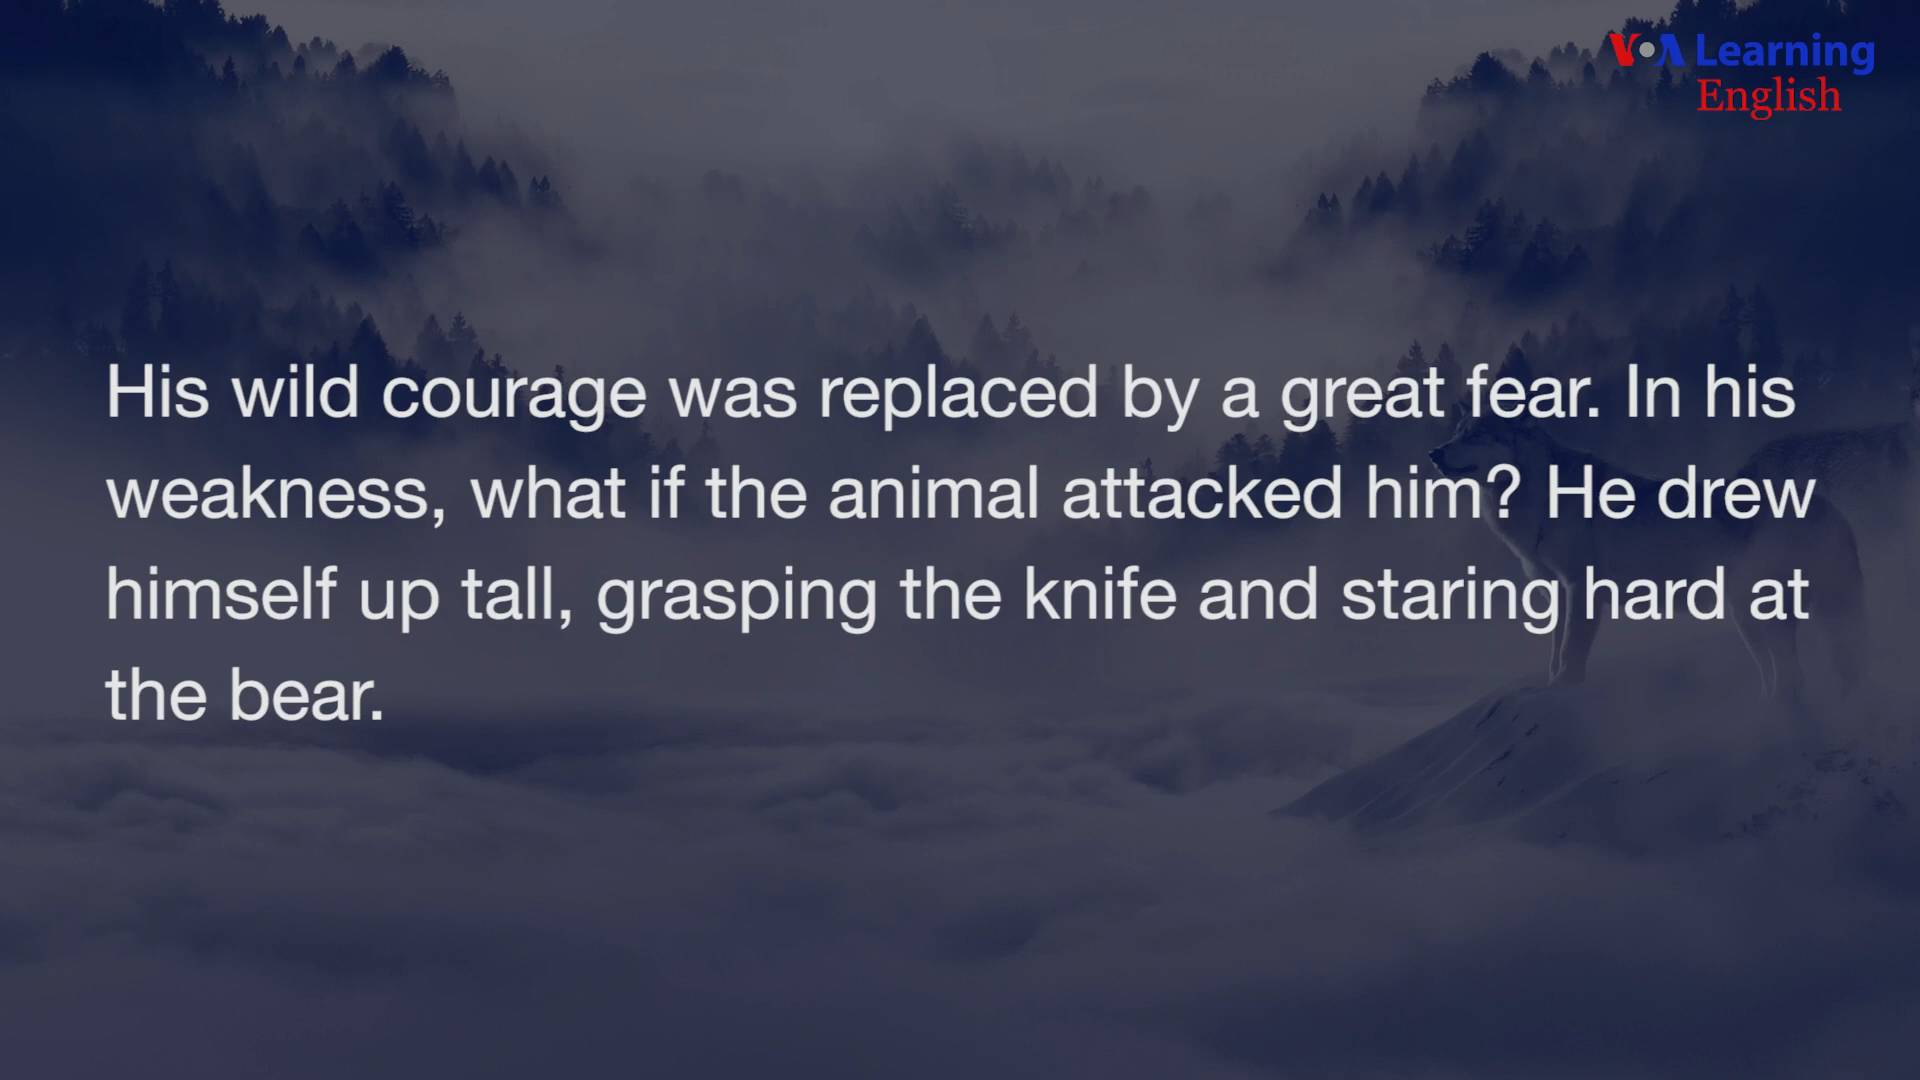 VOA Learning
English
His wild courage was replaced by a great fear. In his
weakness, what if the animal attacked him? He drew
himself up tall, grasping the knife and staring hard at
the bear.